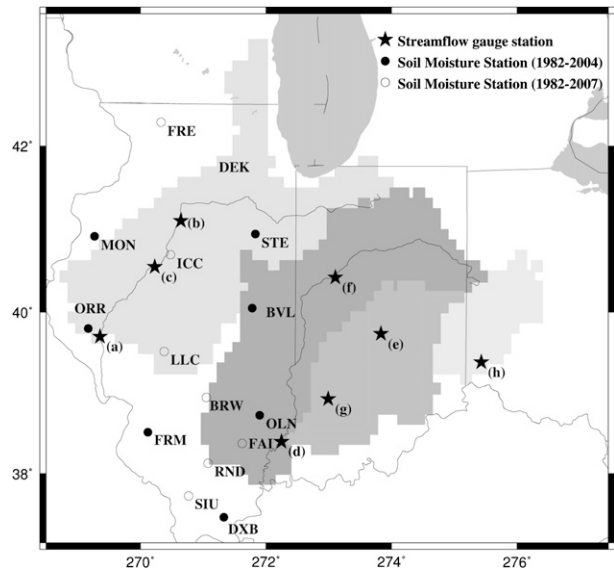 Streamflow gauge station
Soil Moisture Station (1982-2004)
Soil Moisture Station (1982-2007)
FRE
42
DEK
(b)
MON
STE
ICC
(c)
(f)
40
ORR
BVL
(a)
(e)
LLC
(h)
BRW
(g)
OLN
FRM
FAI
(d)
RND
38
SIU
DXB
270
272
274
276